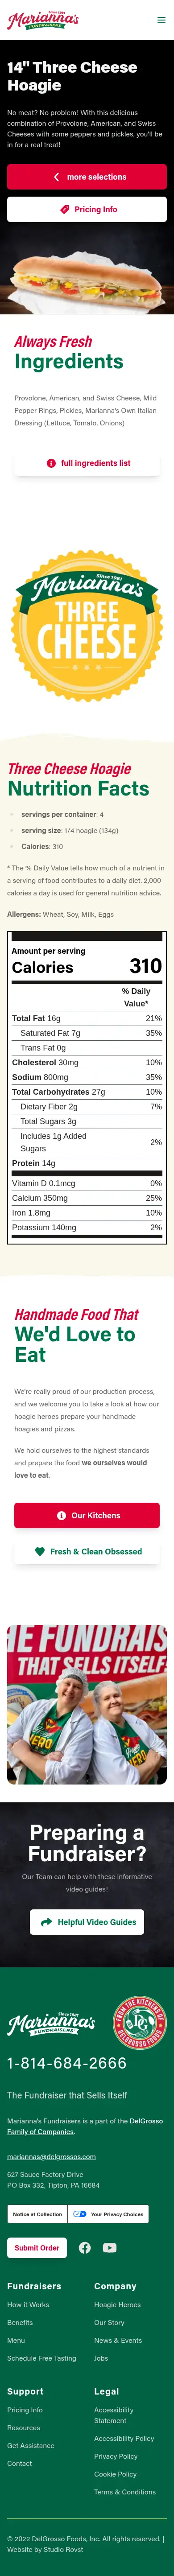 Since 1981
Marianna's
FUNDRAISERS
14" Three Cheese
Hoagie
No meat? No problem! With this delicious
combination of Provolone, American, and Swiss
Cheeses with some peppers and pickles, you'll be
in for a real treat!
more selections
Pricing Info
Always Fresh
Ingredients
Provolone, American, and Swiss Cheese, Mild
Pepper Rings, Pickles, Marianna's Own Italian
Dressing (Lettuce, Tomato, Onions)
full ingredients list
Since 1981
Marianna's
THREE
CHEESE
Three Cheese Hoagie
Nutrition Facts
servings per container: 4
serving size: 1/4 hoagie (134g)
Calories: 310
* The % Daily Value tells how much of a nutrient in
a serving of food contributes to a daily diet. 2,000
calories a day is used for general nutrition advice.
Allergens: Wheat, Soy, Milk, Eggs
Amount per serving
Calories 310
% Daily
Value*
Total Fat 16g 21%
Saturated Fat 7g 35%
Trans Fat 0g
Cholesterol 30mg 10%
Sodium 800mg 35%
Total Carbohydrates 27g 10%
Dietary Fiber 2g 7%
Total Sugars 3g
Includes 1g Added
Sugars 2%
Protein 14g
Vitamin D 0.1mcg 0%
Calcium 350mg 25%
Iron 1.8mg 10%
Potassium 140mg 2%
Handmade Food That
We'd Love to
Eat
We're really proud of our production process,
and we welcome you to take a look at how our
hoagie heroes prepare your handmade
hoagies and pizzas.
We hold ourselves to the highest standards
and prepare the food we ourselves would
love to eat.
Our Kitchens
Fresh & Clean Obsessed
HE FUNDRAIS
THAT SELLS ITSELF
HERO
HERO
Preparing a
Fundraiser?
Our Team can help with these informative
video guides!
Helpful Video Guides
Since 1981
Marianna's
FUNDRAISERS
FROM THE KITCHENS OF
DG
DELGROSSO FOODS
1-814-684-2666
The Fundraiser that Sells Itself
Marianna's Fundraisers is a part of the DelGrosso
Family of Companies.
mariannas@delgrossos.com
627 Sauce Factory Drive
PO Box 332, Tipton, PA 16684
Notice at Collection
Your Privacy Choices
Submit Order
Fundraisers
How it Works
Benefits
Menu
Schedule Free Tasting
Company
Hoagie Heroes
Our Story
News & Events
Jobs
Support
Pricing Info
Resources
Get Assistance
Contact
Legal
Accessibility
Statement
Accessibility Policy
Privacy Policy
Cookie Policy
Terms & Conditions
© 2022 DelGrosso Foods, Inc. All rights reserved. |
Website by Studio Rovst